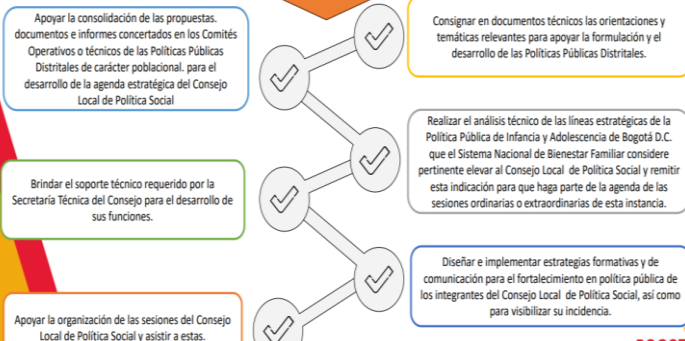 Apoyar la consolidación de las propuestas.
documentos e informes concertados en los Comités
Operativos o técnicos de las Políticas Públicas
Distritales de carácter poblacional. para el
desarrollo de la agenda estratégica del Consejo
Local de Política Social
Consignar en documentos técnicos las orientaciones y
temáticas relevantes para apoyar la formulación y el
desarrollo de las Políticas Públicas Distritales.
Realizar el análisis técnico de las líneas estratégicas de la
Política Pública de Infancia y Adolescencia de Bogotá D.C.
que el Sistema Nacional de Bienestar Familiar considere
pertinente elevar al Consejo Local de Política Social y remitir
esta indicación para que haga parte de la agenda de las
sesiones ordinarias o extraordinarias de esta instancia.
Brindar el soporte técnico requerido por la
Secretaría Técnica del Consejo para el desarrollo de
sus funciones.
Diseñar e implementar estrategias formativas y de
comunicación para el fortalecimiento en política pública de
los integrantes del Consejo Local de Política Social, así como
para visibilizar su incidencia.
Apoyar la organización de las sesiones del Consejo
Local de Política Social y asistir a estas.